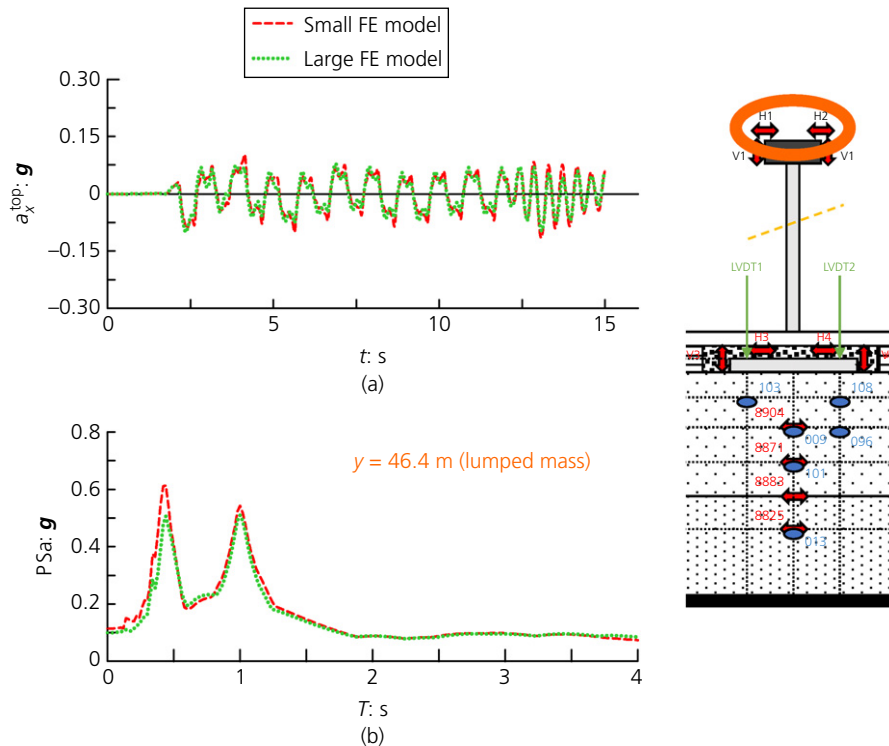 Small FE model
Large FE model
0.30
0.15
0
–0.15
–0.30
a_x^top: g
0 5 10 15
t: s
(a)
0.8
0.6
0.4
0.2
0
PSa: g
y = 46.4 m (lumped mass)
0 1 2 3 4
T: s
(b)
H1 H2
V1 V1
LVDT1 LVDT2
H3 H4
103 108
8904
009 096
8871
101
8883
8825
013